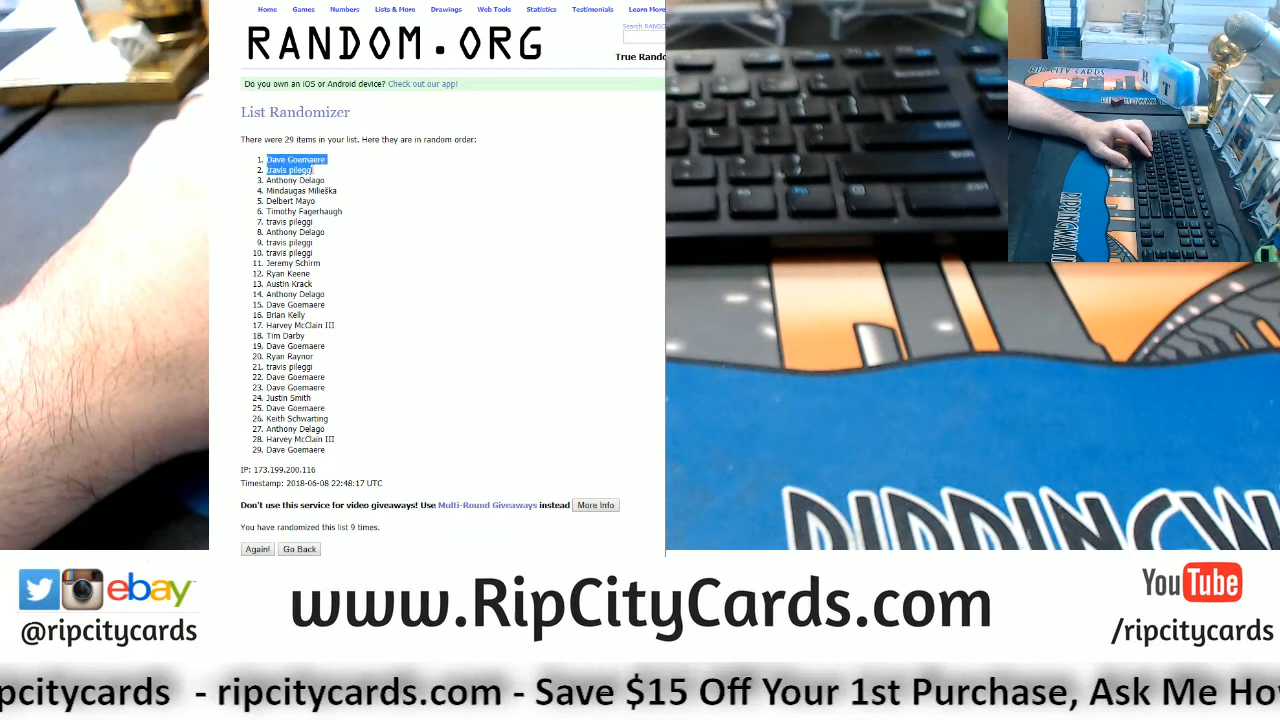 Home Games Numbers Lists & More Drawings Web Tools Statistics Testimonials Learn More
Search RANDO
RANDOM.ORG
True Rando
Do you own an iOS or Android device? Check out our app!
List Randomizer
There were 29 items in your list. Here they are in random order:
1. Dave Goemaere
2. travis pileggi
3. Anthony Delago
4. Mindaugas Milieška
5. Delbert Mayo
6. Timothy Fagerhaugh
7. travis pileggi
8. Anthony Delago
9. travis pileggi
10. travis pileggi
11. Jeremy Schirm
12. Ryan Keene
13. Austin Krack
14. Anthony Delago
15. Dave Goemaere
16. Brian Kelly
17. Harvey McClain III
18. Tim Darby
19. Dave Goemaere
20. Ryan Raynor
21. travis pileggi
22. Dave Goemaere
23. Dave Goemaere
24. Justin Smith
25. Dave Goemaere
26. Keith Schwarting
27. Anthony Delago
28. Harvey McClain III
29. Dave Goemaere
IP: 173.199.200.116
Timestamp: 2018-06-08 22:48:17 UTC
Don't use this service for video giveaways! Use Multi-Round Giveaways instead More Info
You have randomized this list 9 times.
Again! Go Back
RIP CITY CARDS
RIPPINGWAX
ebay
@ripcitycards
www.RipCityCards.com
YouTube
/ripcitycards
pcitycards - ripcitycards.com - Save $15 Off Your 1st Purchase, Ask Me How